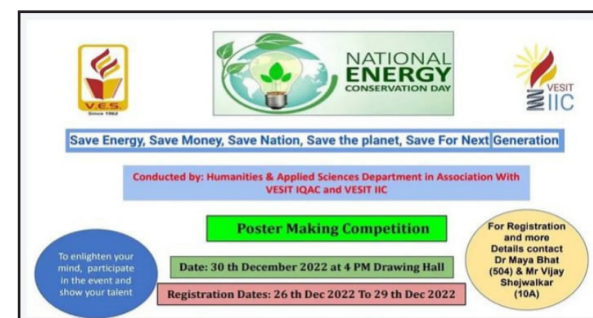 V.E.S.
Since 1962
NATIONAL
ENERGY
CONSERVATION DAY
VESIT
IIC
Save Energy, Save Money, Save Nation, Save the planet, Save For Next Generation
Conducted by: Humanities & Applied Sciences Department in Association With
VESIT IQAC and VESIT IIC
Poster Making Competition
To enlighten your
mind, participate
in the event and
show your talent
Date: 30 th December 2022 at 4 PM Drawing Hall
Registration Dates: 26 th Dec 2022 To 29 th Dec 2022
For Registration
and more
Details contact
Dr Maya Bhat
(504) & Mr Vijay
Shejwalkar
(10A)